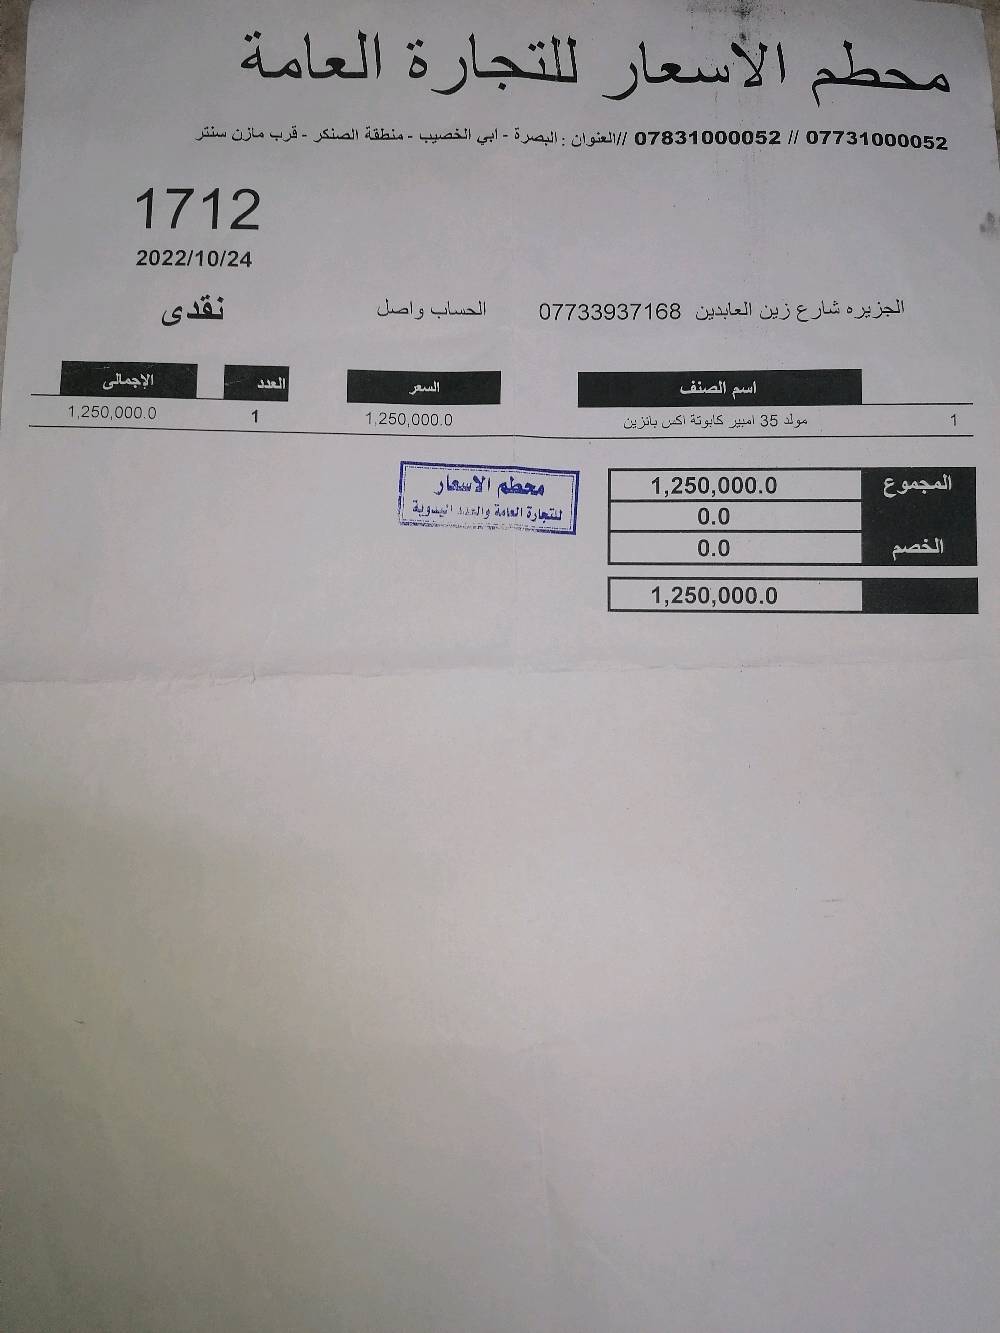 محطم الاسعار للتجارة العامة
07731000052 // 07831000052 //العنوان : البصرة - ابي الخصيب - منطقة الصنكر - قرب مازن سنتر
1712
2022/10/24
الجزيره شارع زين العابدين 07733937168 الحساب واصل نقدى
اسم الصنف السعر العدد الإجمالى
1 مولد 35 امبير كابوتة اكس بانزين 1,250,000.0 1 1,250,000.0
محطم الاسعار
للتجارة العامة والعدد اليدوية
المجموع 1,250,000.0
0.0
الخصم 0.0
1,250,000.0